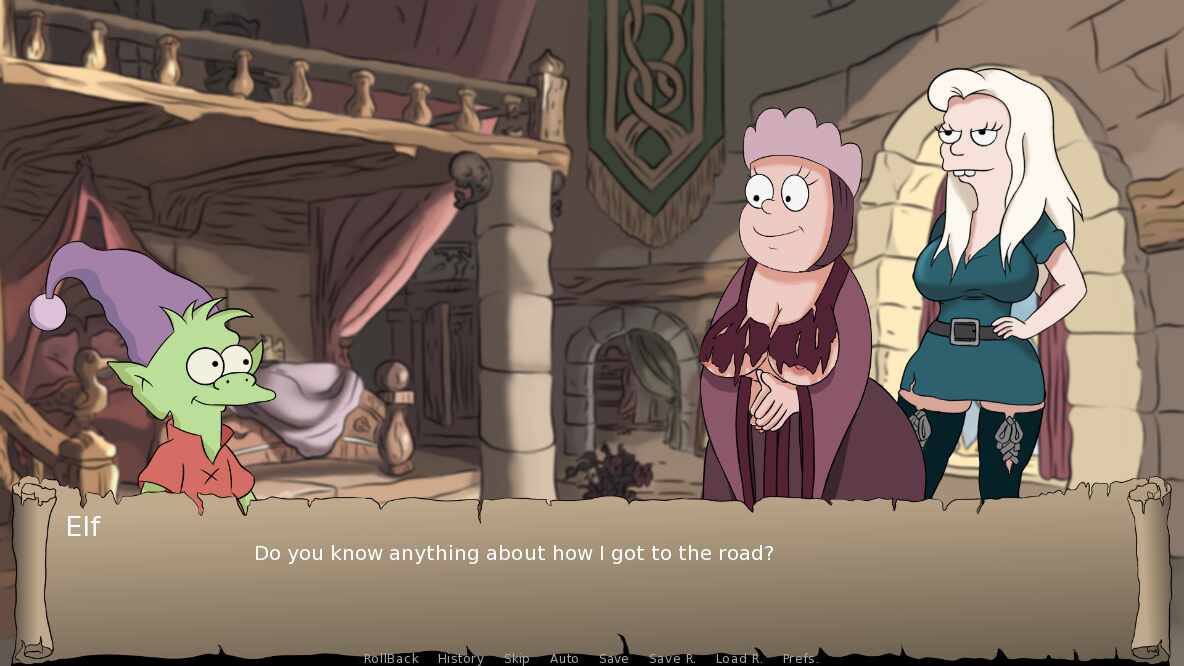 Elf
Do you know anything about how I got to the road?
RollBack History Skip Auto Save Save R. Load R. Prefs.